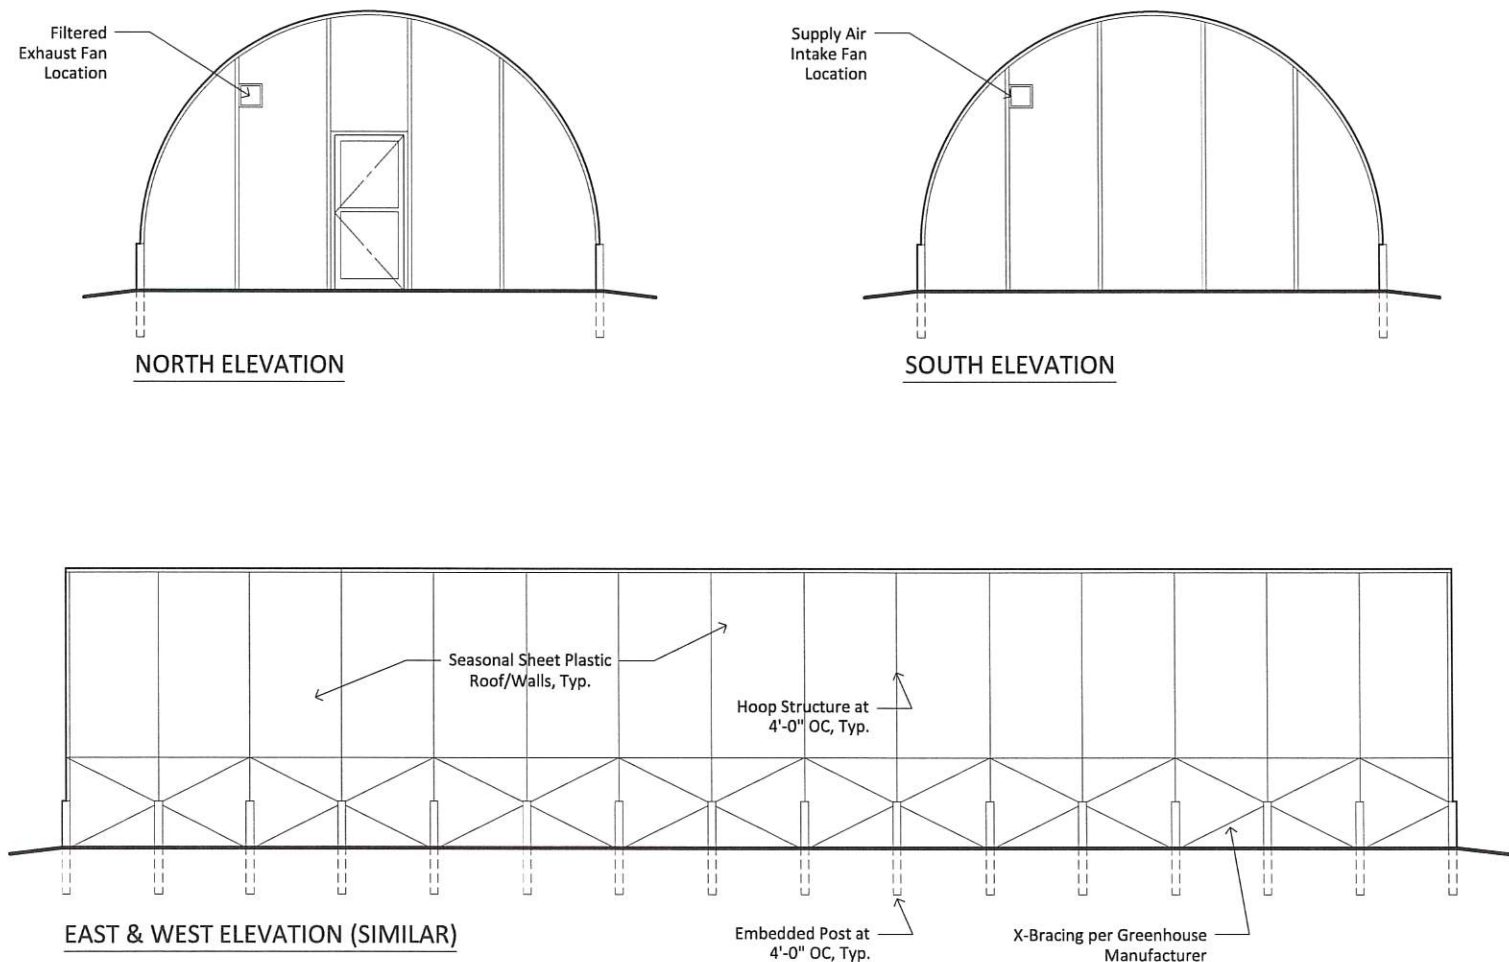 Filtered
Exhaust Fan
Location
Supply Air
Intake Fan
Location
NORTH ELEVATION
SOUTH ELEVATION
Seasonal Sheet Plastic
Roof/Walls, Typ.
Hoop Structure at
4'-0" OC, Typ.
EAST & WEST ELEVATION (SIMILAR)
Embedded Post at
4'-0" OC, Typ.
X-Bracing per Greenhouse
Manufacturer